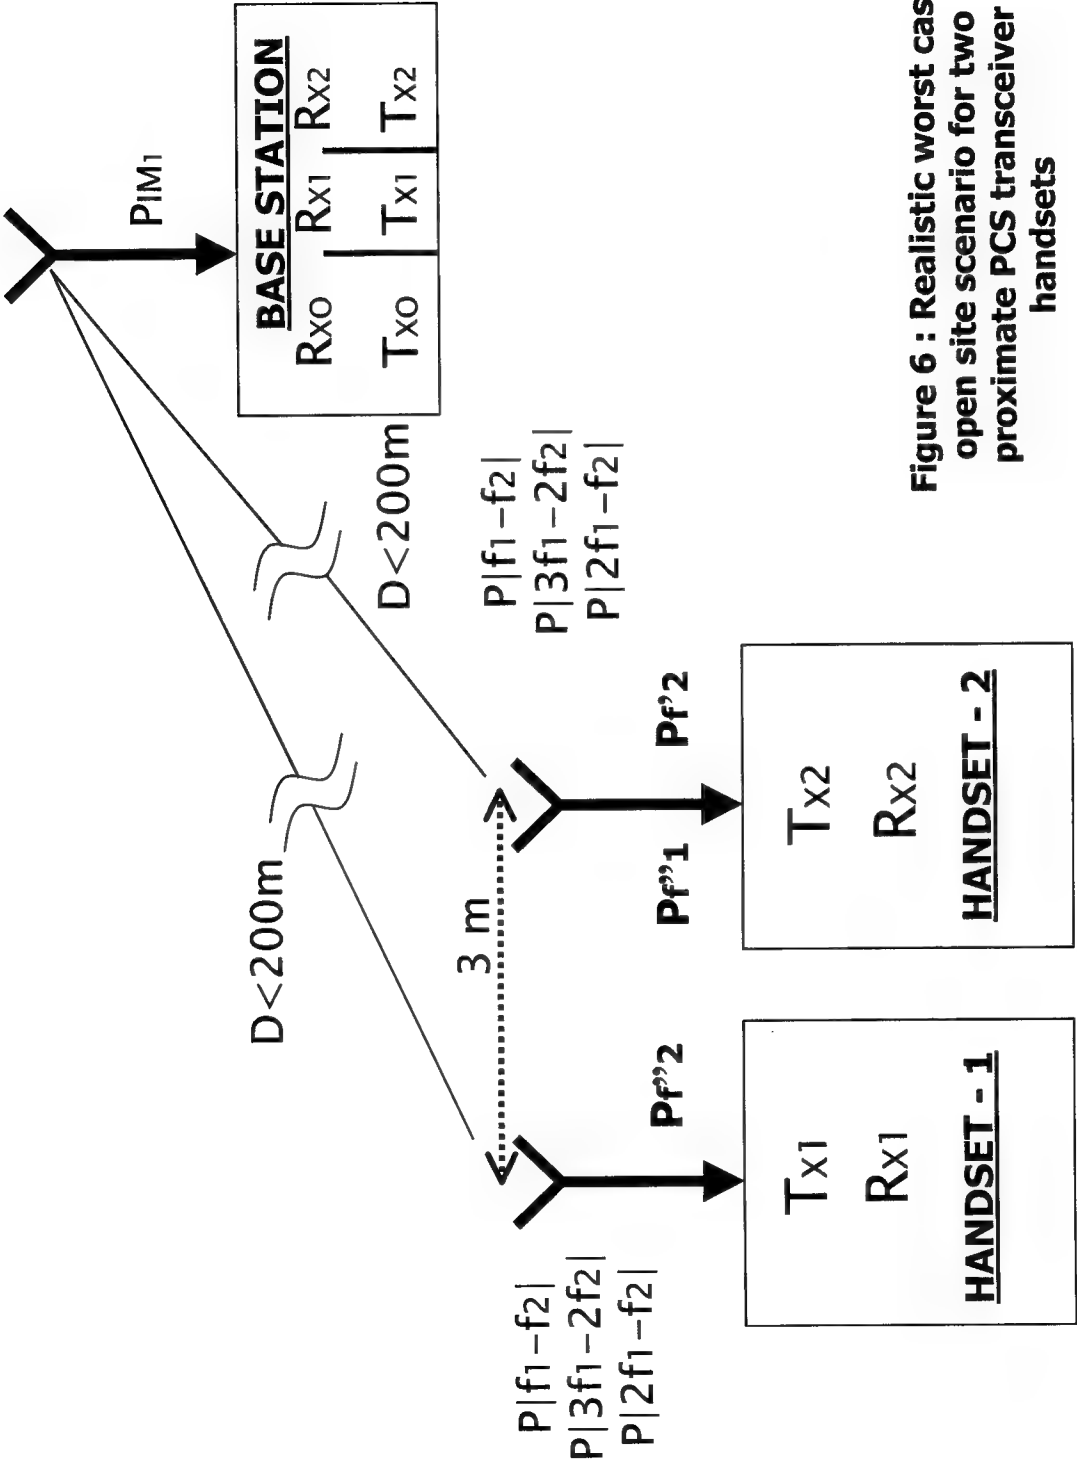 PIM1
BASE STATION
Rxo Rx1 Rx2
Txo Tx1 Tx2
D<200m
D<200m
3 m
P|f1−f2|
P|3f1−2f2|
P|2f1−f2|
P|f1−f2|
P|3f1−2f2|
P|2f1−f2|
Pf”2
Pf”1 Pf’2
Tx1
Rx1
HANDSET - 1
Tx2
Rx2
HANDSET - 2
Figure 6 : Realistic worst cas
open site scenario for two
proximate PCS transceiver
handsets